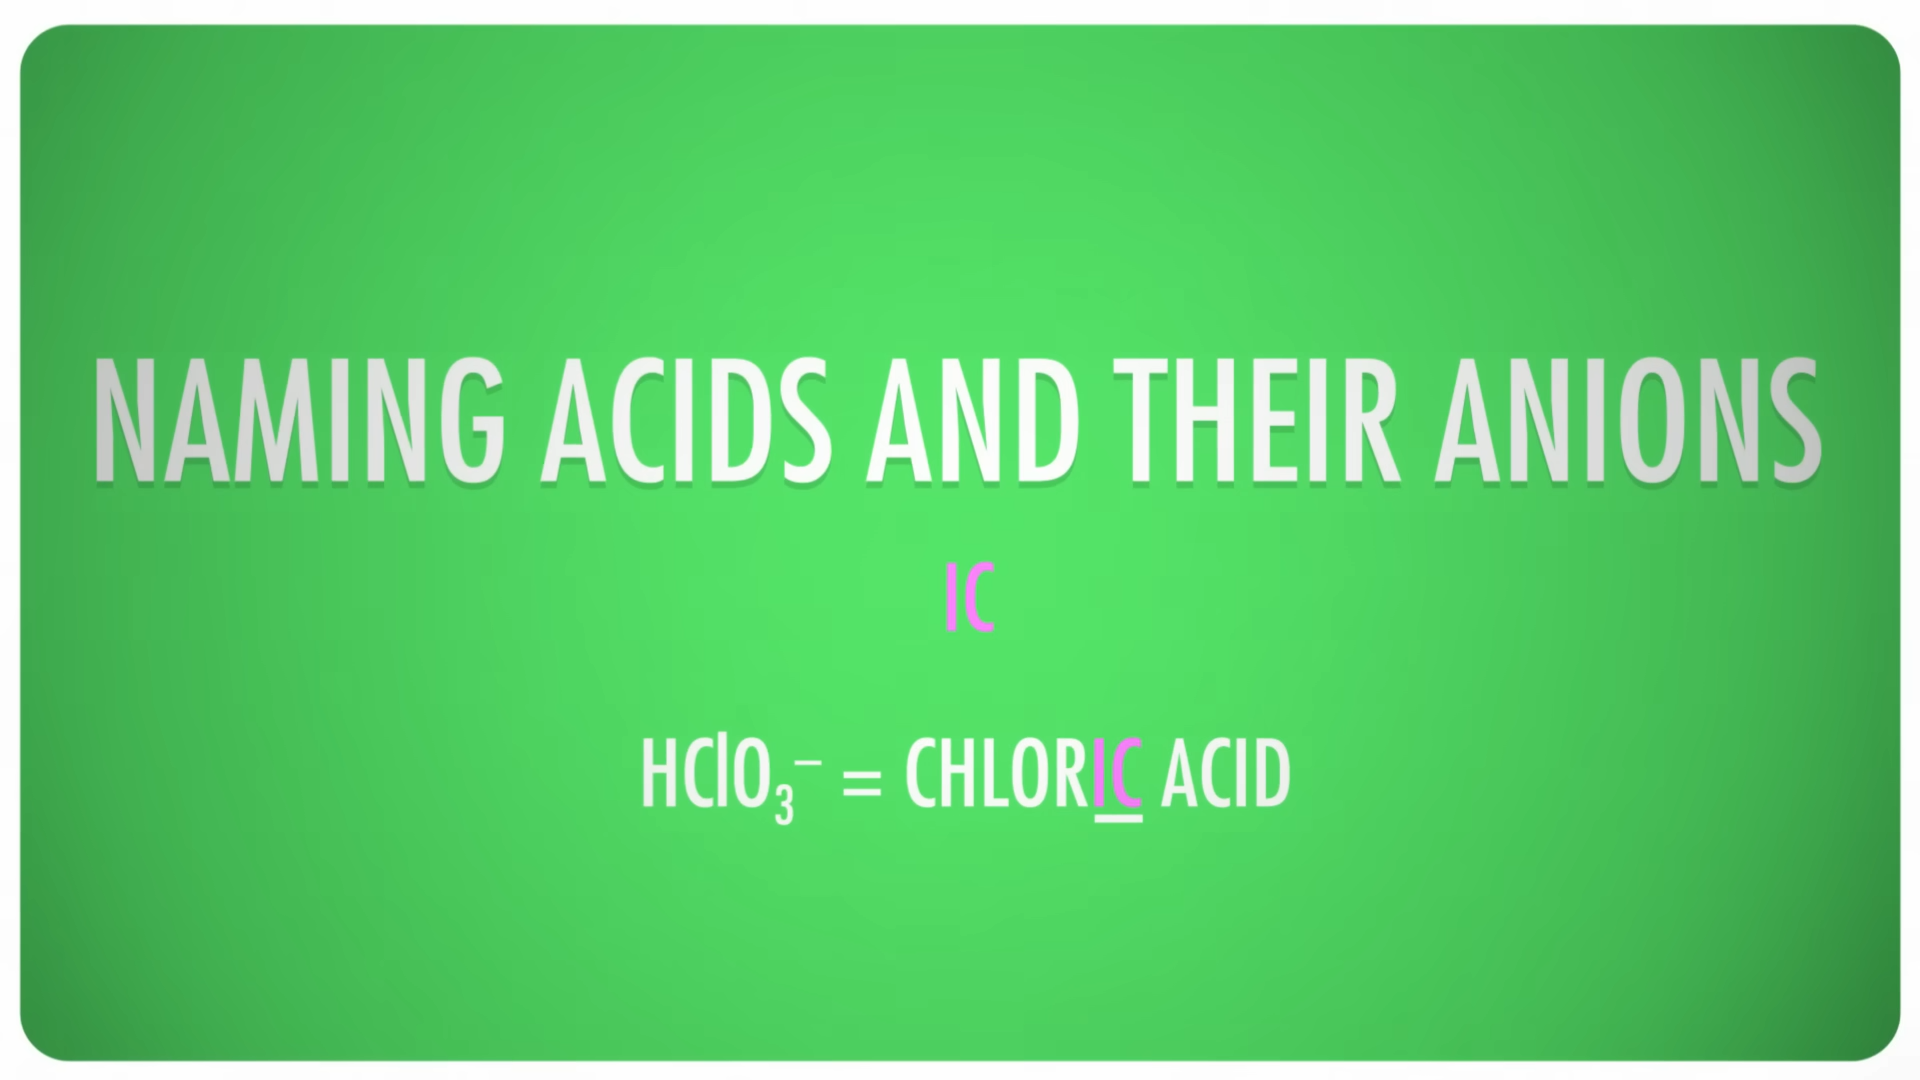 NAMING ACIDS AND THEIR ANIONS
IC
HClO₃⁻ = CHLORIC ACID